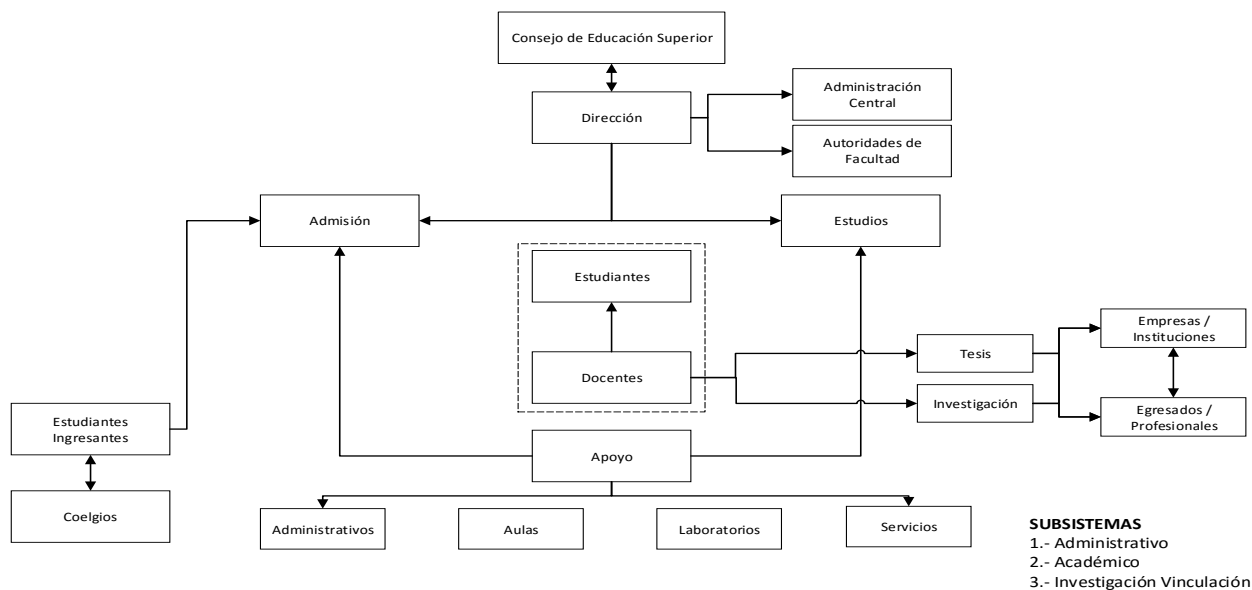 Consejo de Educación Superior
Dirección
Administración
Central
Autoridades de
Facultad
Admisión
Estudios
Estudiantes
Docentes
Tesis
Investigación
Empresas /
Instituciones
Egresados /
Profesionales
Estudiantes
Ingresantes
Coelgios
Apoyo
Administrativos
Aulas
Laboratorios
Servicios
SUBSISTEMAS
1.- Administrativo
2.- Académico
3.- Investigación Vinculación